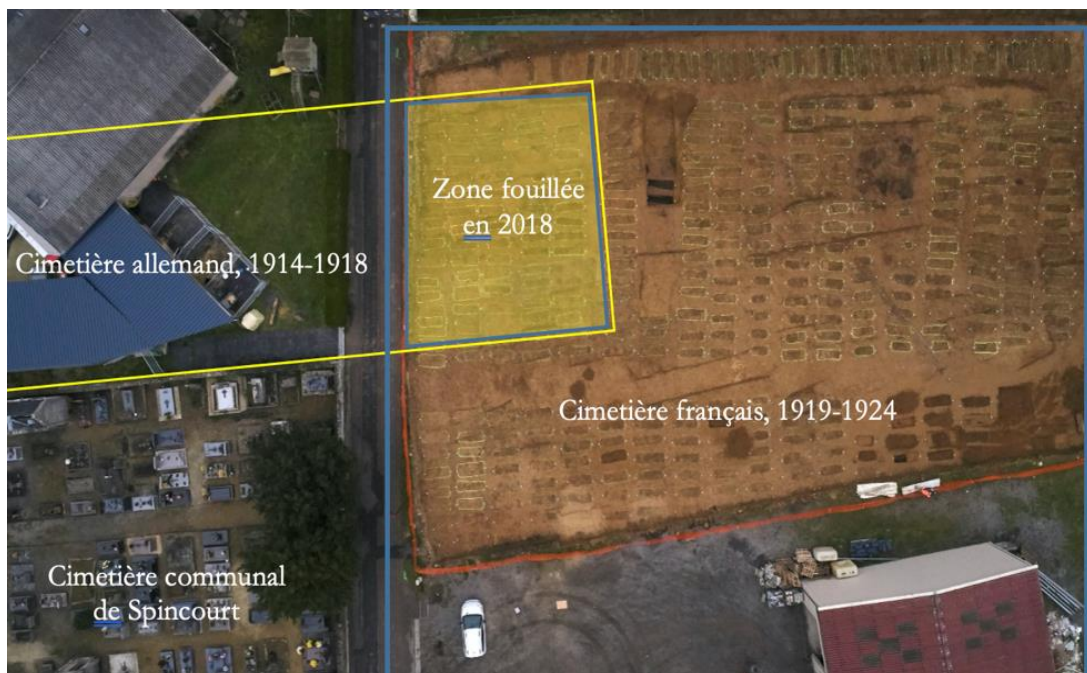 Zone fouillée
en 2018
Cimetière allemand, 1914-1918
Cimetière français, 1919-1924
Cimetière communal
de Spincourt